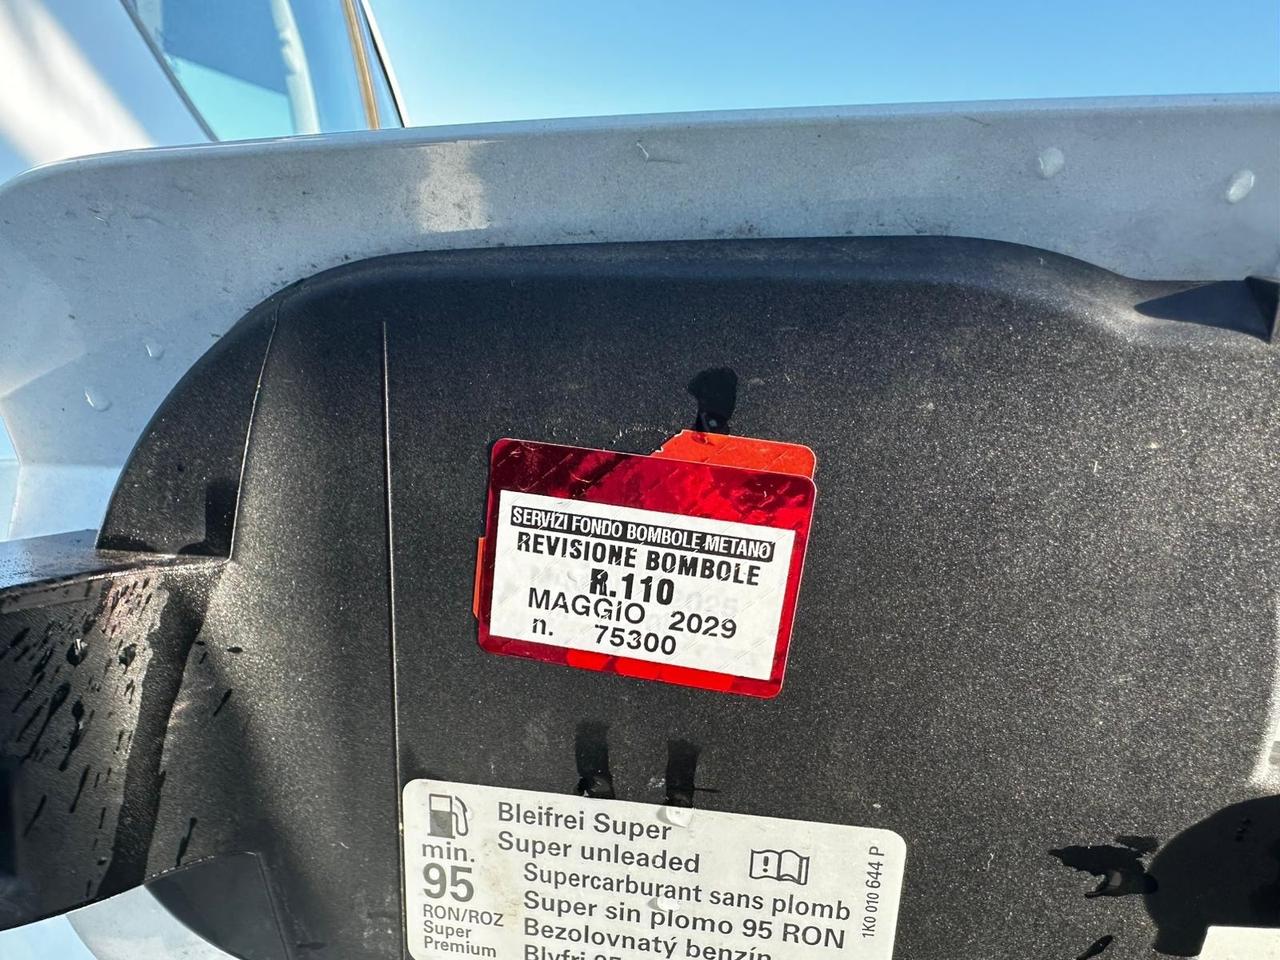 SERVIZI FONDO BOMBOLE METANO
REVISIONE BOMBOLE
R.110
MAGGIO 2029
n. 75300
min.
95
RON/ROZ
Super
Premium
Bleifrei Super
Super unleaded
Supercarburant sans plomb
Super sin plomo 95 RON
Bezolovnatý benzín
1K0 010 644 P